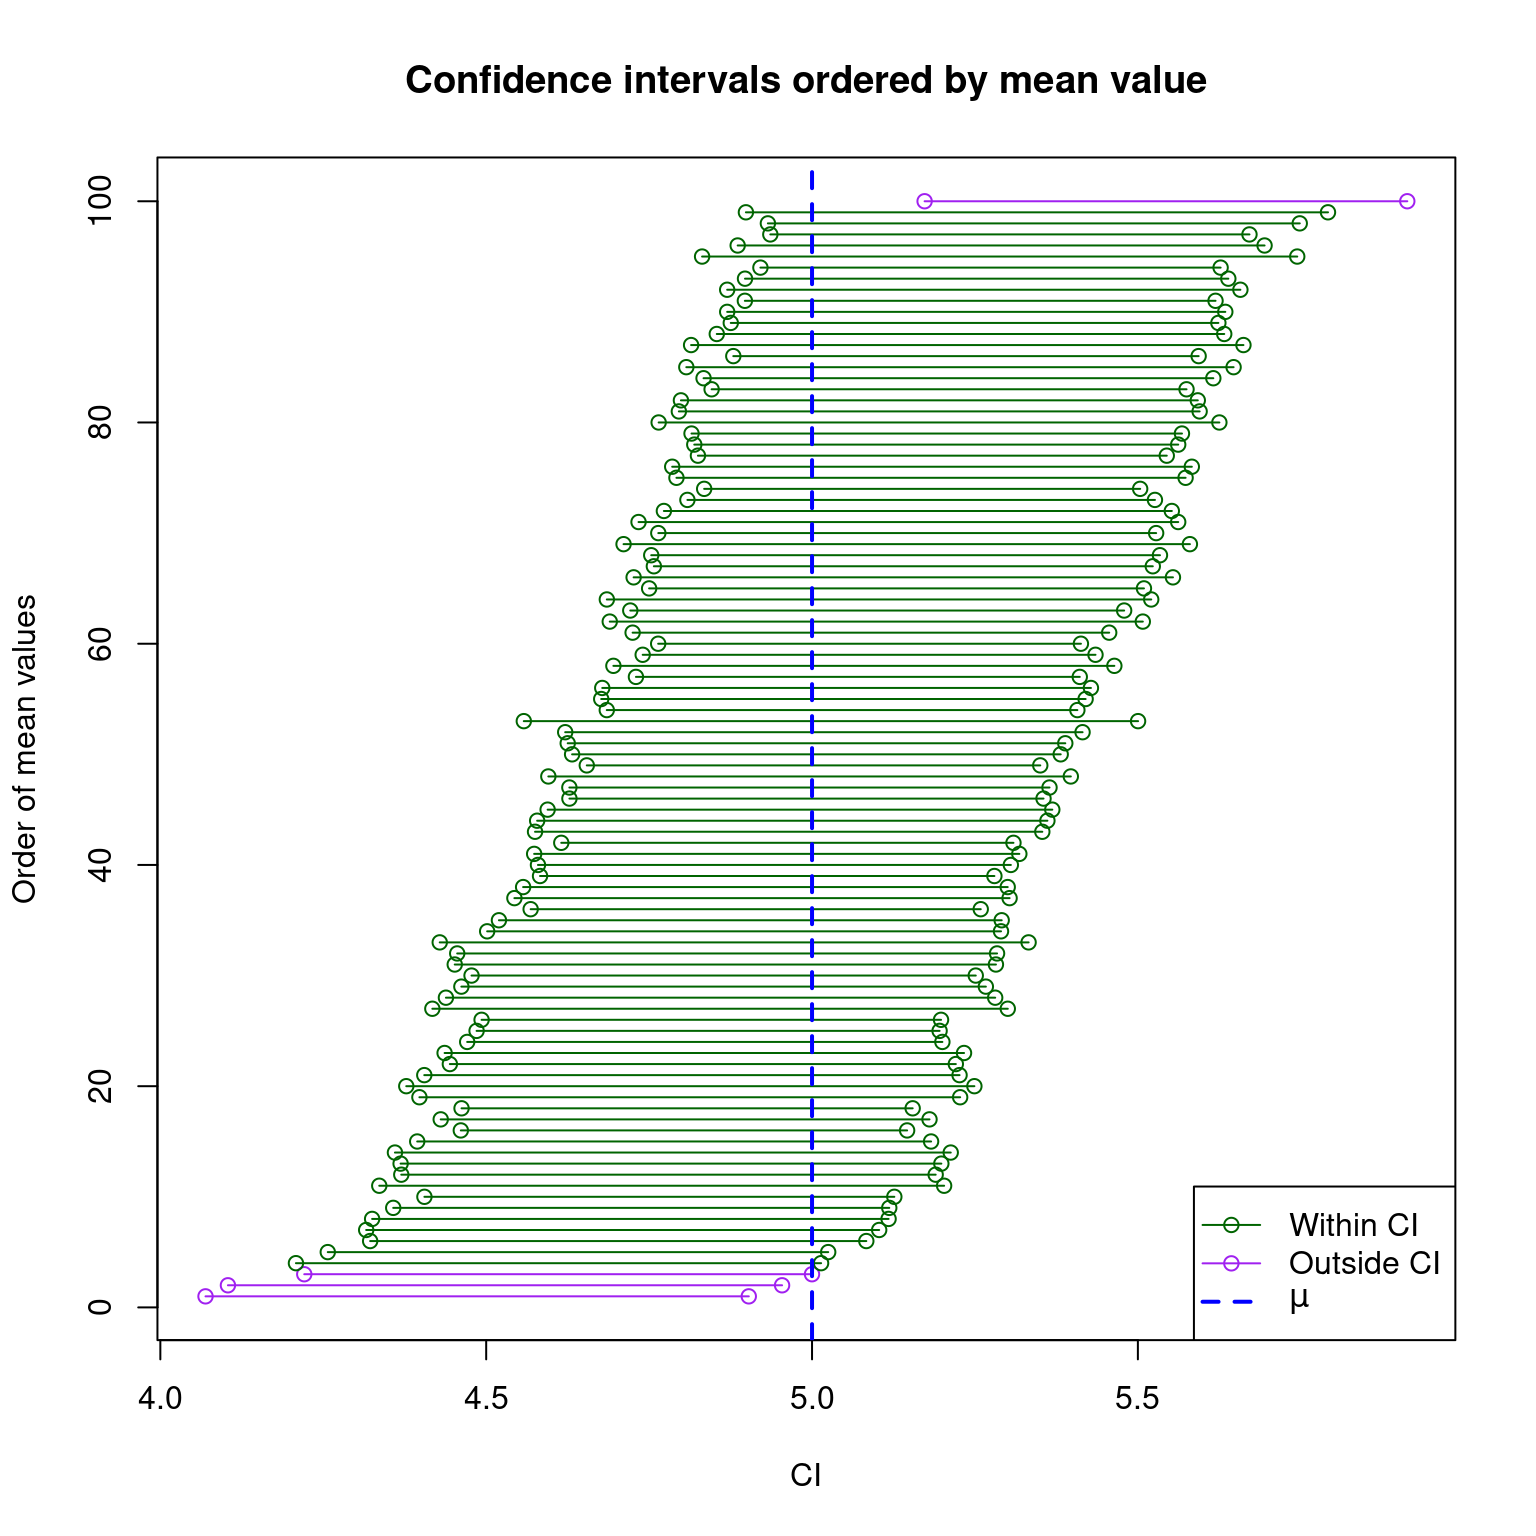 Confidence intervals ordered by mean value
Order of mean values
100
80
60
40
20
0
Within CI
Outside CI
μ
4.0 4.5 5.0 5.5
CI